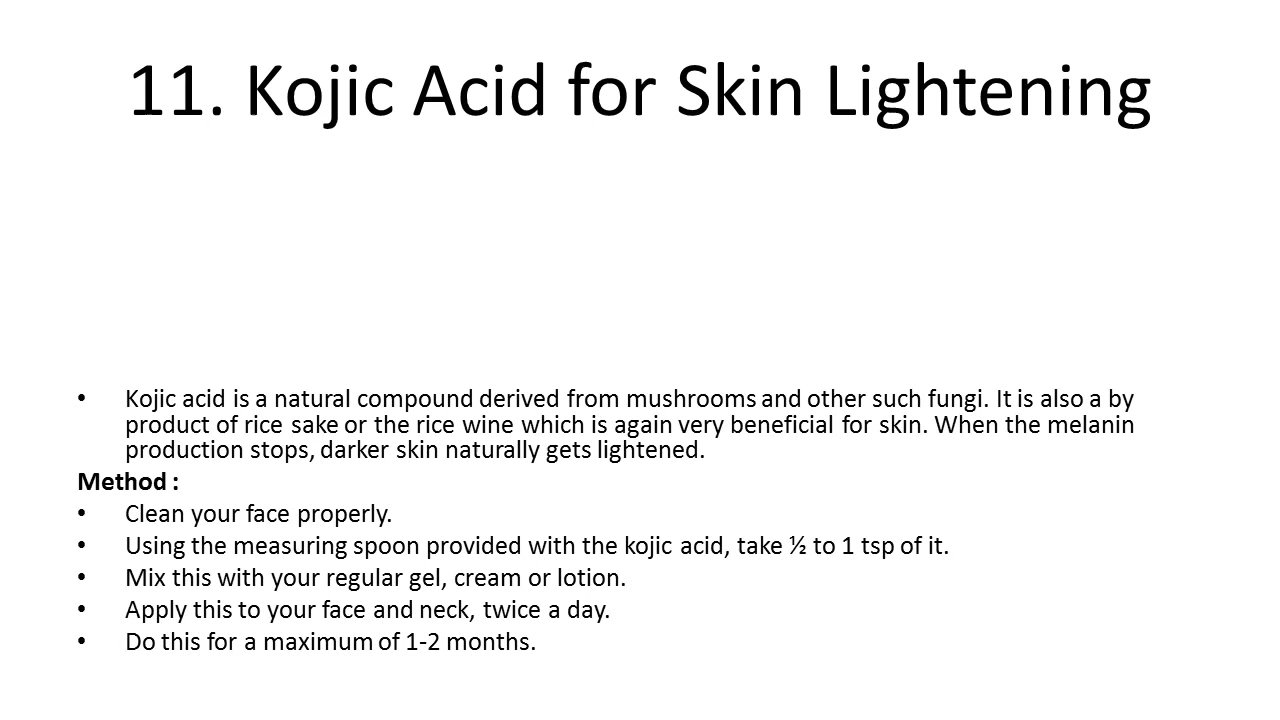 11. Kojic Acid for Skin Lightening
• Kojic acid is a natural compound derived from mushrooms and other such fungi. It is also a by
product of rice sake or the rice wine which is again very beneficial for skin. When the melanin
production stops, darker skin naturally gets lightened.
Method :
• Clean your face properly.
• Using the measuring spoon provided with the kojic acid, take ½ to 1 tsp of it.
• Mix this with your regular gel, cream or lotion.
• Apply this to your face and neck, twice a day.
• Do this for a maximum of 1-2 months.